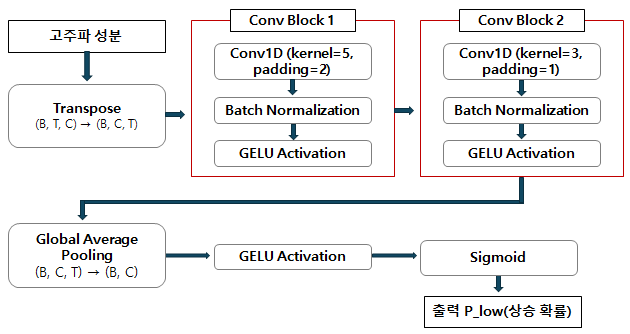 고주파 성분
Transpose
(B, T, C) → (B, C, T)
Conv Block 1
Conv1D (kernel=5,
padding=2)
Batch Normalization
GELU Activation
Conv Block 2
Conv1D (kernel=3,
padding=1)
Batch Normalization
GELU Activation
Global Average
Pooling
(B, C, T) → (B, C)
GELU Activation
Sigmoid
출력 P_low(상승 확률)